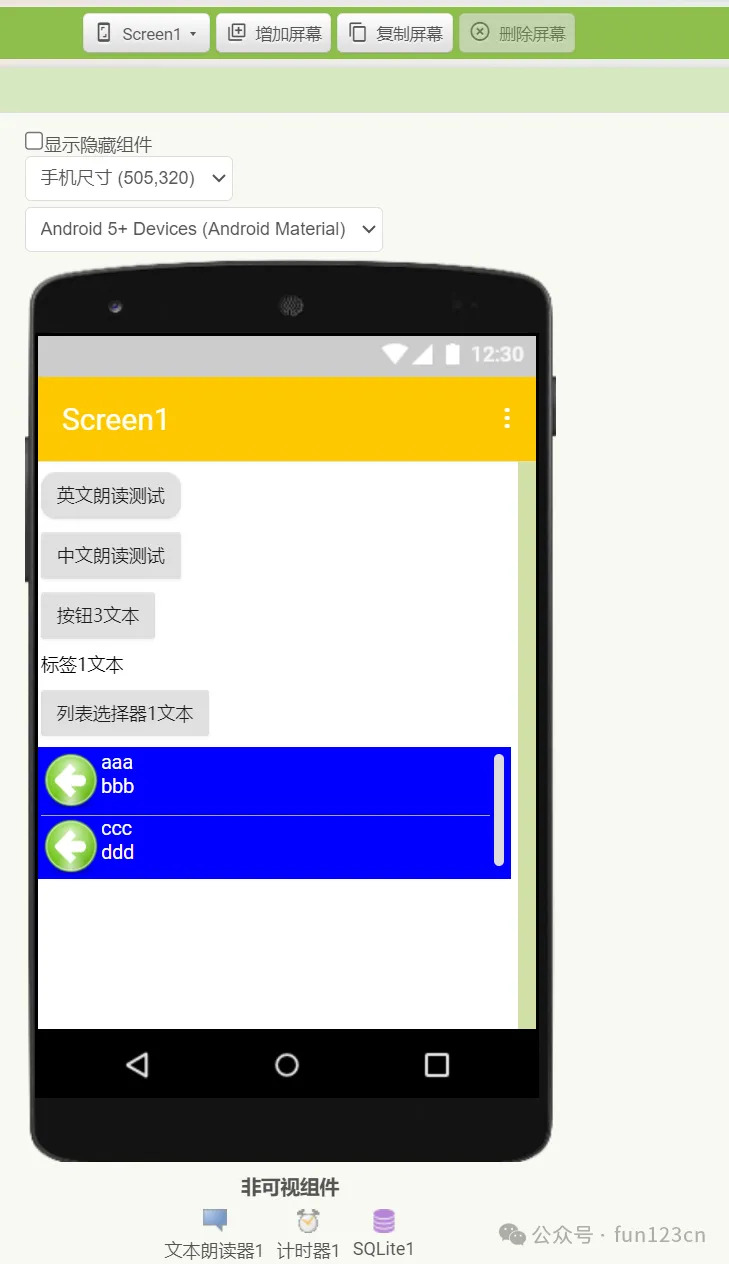 Screen1
增加屏幕
复制屏幕
删除屏幕
显示隐藏组件
手机尺寸 (505,320)
Android 5+ Devices (Android Material)
12:30
Screen1
英文朗读测试
中文朗读测试
按钮3文本
标签1文本
列表选择器1文本
aaa
bbb
ccc
ddd
非可视组件
文本朗读器1
计时器1
SQLite1
公众号 · fun123cn